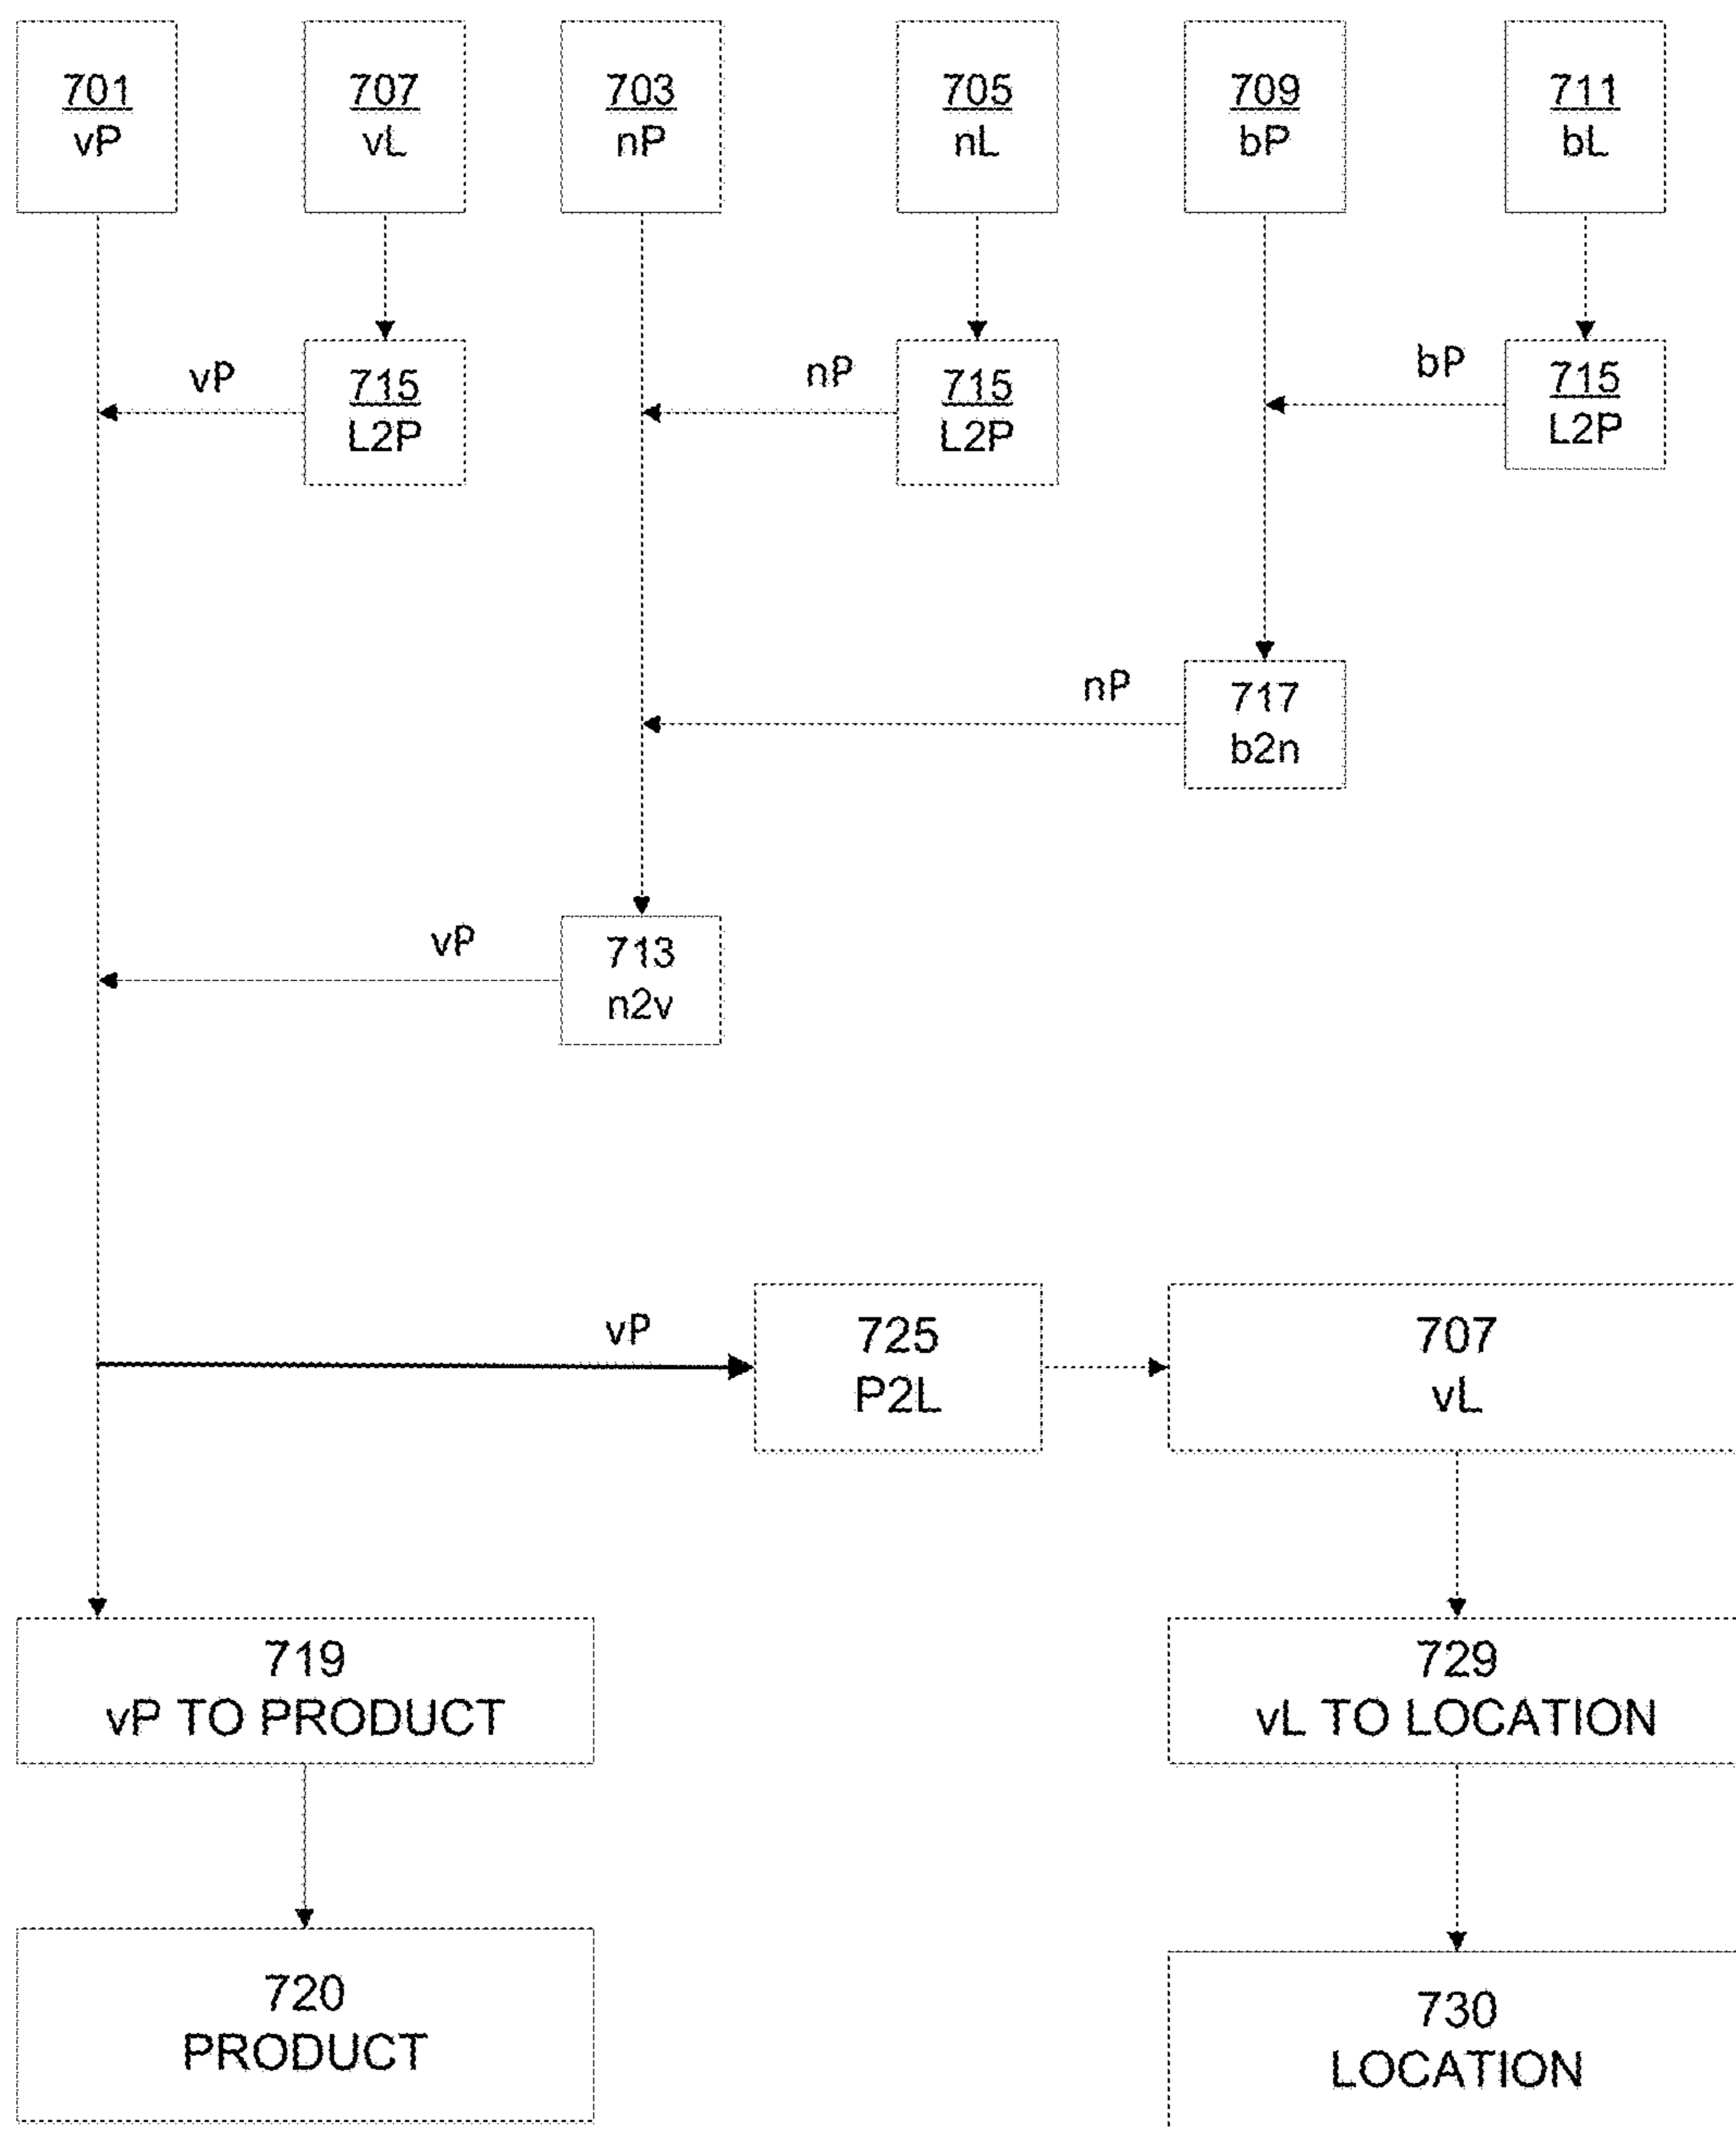 701
vP
707
vL
703
nP
705
nL
709
bP
711
bL
vP
715
L2P
nP
715
L2P
bP
715
L2P
nP
717
b2n
vP
713
n2v
vP
725
P2L
707
vL
719
vP TO PRODUCT
729
vL TO LOCATION
720
PRODUCT
730
LOCATION